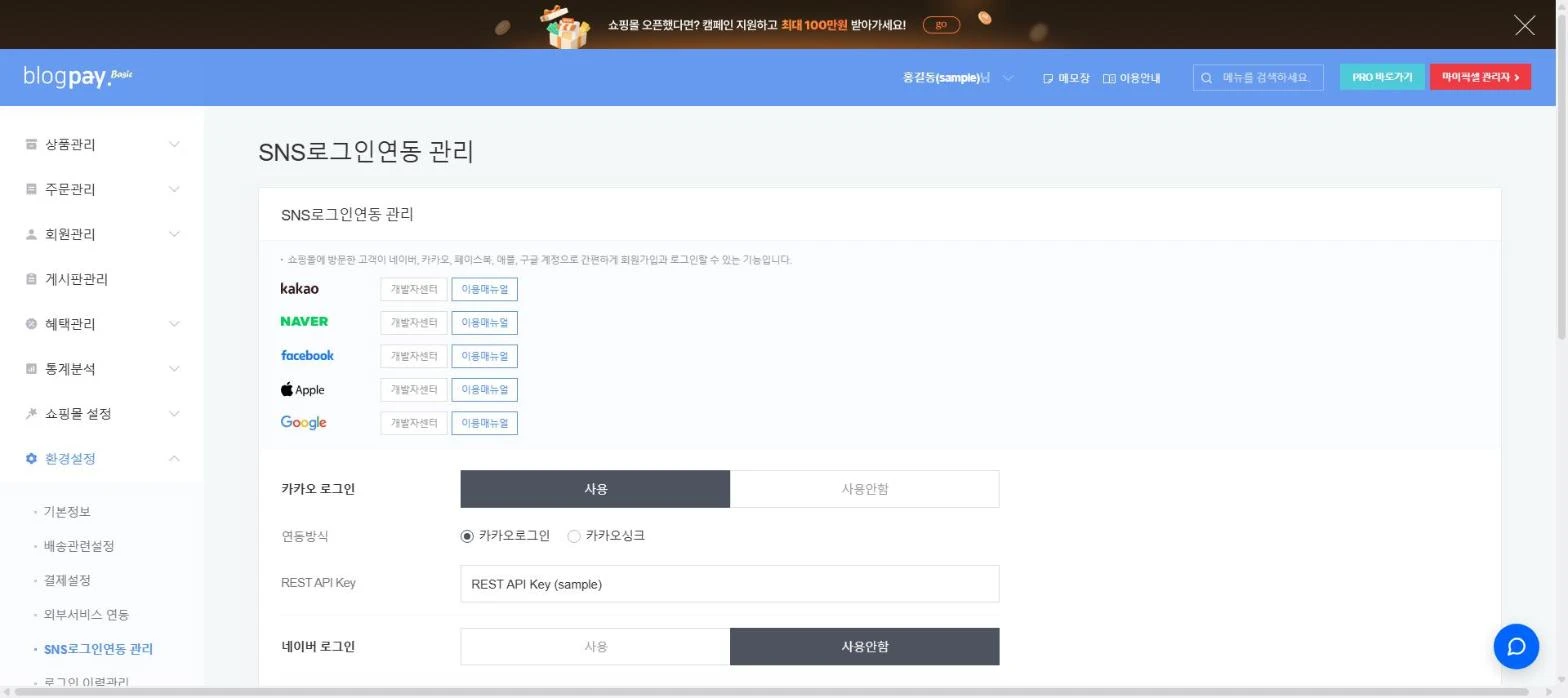 쇼핑몰 오픈했다면? 캠페인 지원하고 최대 100만원 받아가세요! go
blogpay. Basic
홍길동(sample)님 메모장 이용안내 메뉴를 검색하세요. PRO 바로가기 마이픽셀 관리자
상품관리
주문관리
회원관리
게시판관리
혜택관리
통계분석
쇼핑몰 설정
환경설정
· 기본정보
· 배송관련설정
· 결제설정
· 외부서비스 연동
· SNS로그인연동 관리
· 로그인 이력관리
SNS로그인연동 관리
SNS로그인연동 관리
· 쇼핑몰에 방문한 고객이 네이버, 카카오, 페이스북, 애플, 구글 계정으로 간편하게 회원가입과 로그인할 수 있는 기능입니다.
kakao 개발자센터 이용매뉴얼
NAVER 개발자센터 이용매뉴얼
facebook 개발자센터 이용매뉴얼
Apple 개발자센터 이용매뉴얼
Google 개발자센터 이용매뉴얼
카카오 로그인 사용 사용안함
연동방식 카카오로그인 카카오싱크
REST API Key REST API Key (sample)
네이버 로그인 사용 사용안함